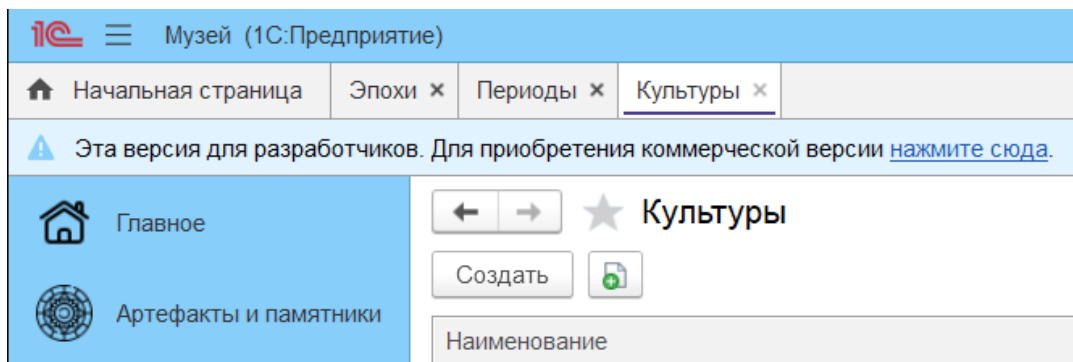 1С Музей (1С:Предприятие)
Начальная страница Эпохи Периоды Культуры
Эта версия для разработчиков. Для приобретения коммерческой версии нажмите сюда.
Главное
Культуры
Создать
Артефакты и памятники
Наименование